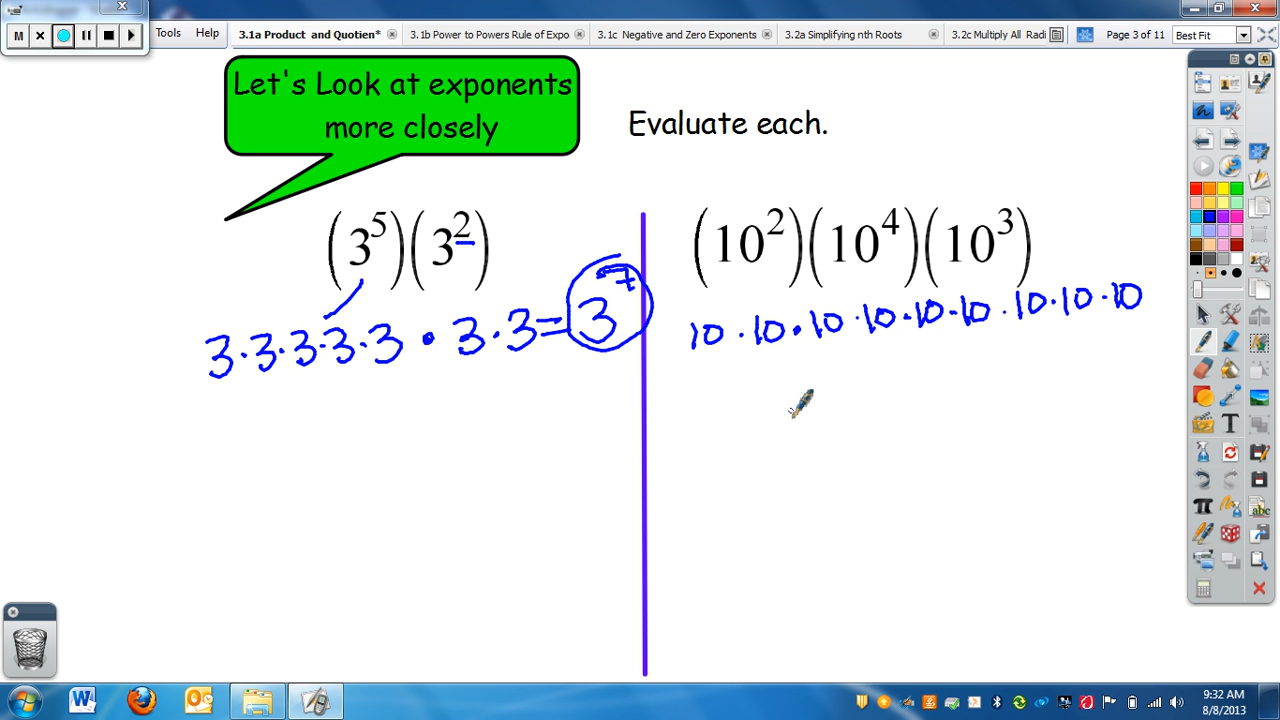 M
Tools Help
3.1a Product and Quotien* 3.1b Power to Powers Rule of Expo 3.1c Negative and Zero Exponents 3.2a Simplifying nth Roots 3.2c Multiply All Radi Page 3 of 11 Best Fit
Let's Look at exponents
more closely
Evaluate each.
(3⁵)(3²)
(10²)(10⁴)(10³)
3·3·3·3·3 · 3·3=3⁷
10·10·10·10·10·10·10·10·10
9:32 AM
8/8/2013